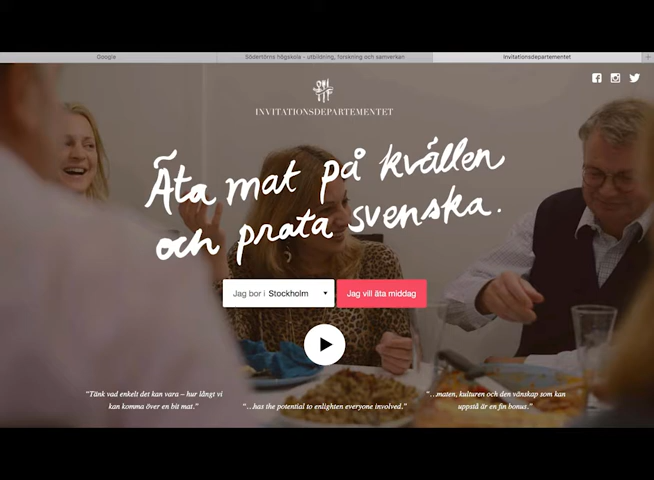 Google
Södertörns högskola - utbildning, forskning och samverkan
Invitationsdepartementet
INVITATIONSDEPARTEMENTET
Äta mat på kvällen
och prata svenska.
Jag bor i Stockholm
Jag vill äta middag
"Tänk vad enkelt det kan vara – hur långt vi
kan komma över en bit mat."
"…has the potential to enlighten everyone involved."
"…maten, kulturen och den vänskap som kan
uppstå är en fin bonus."